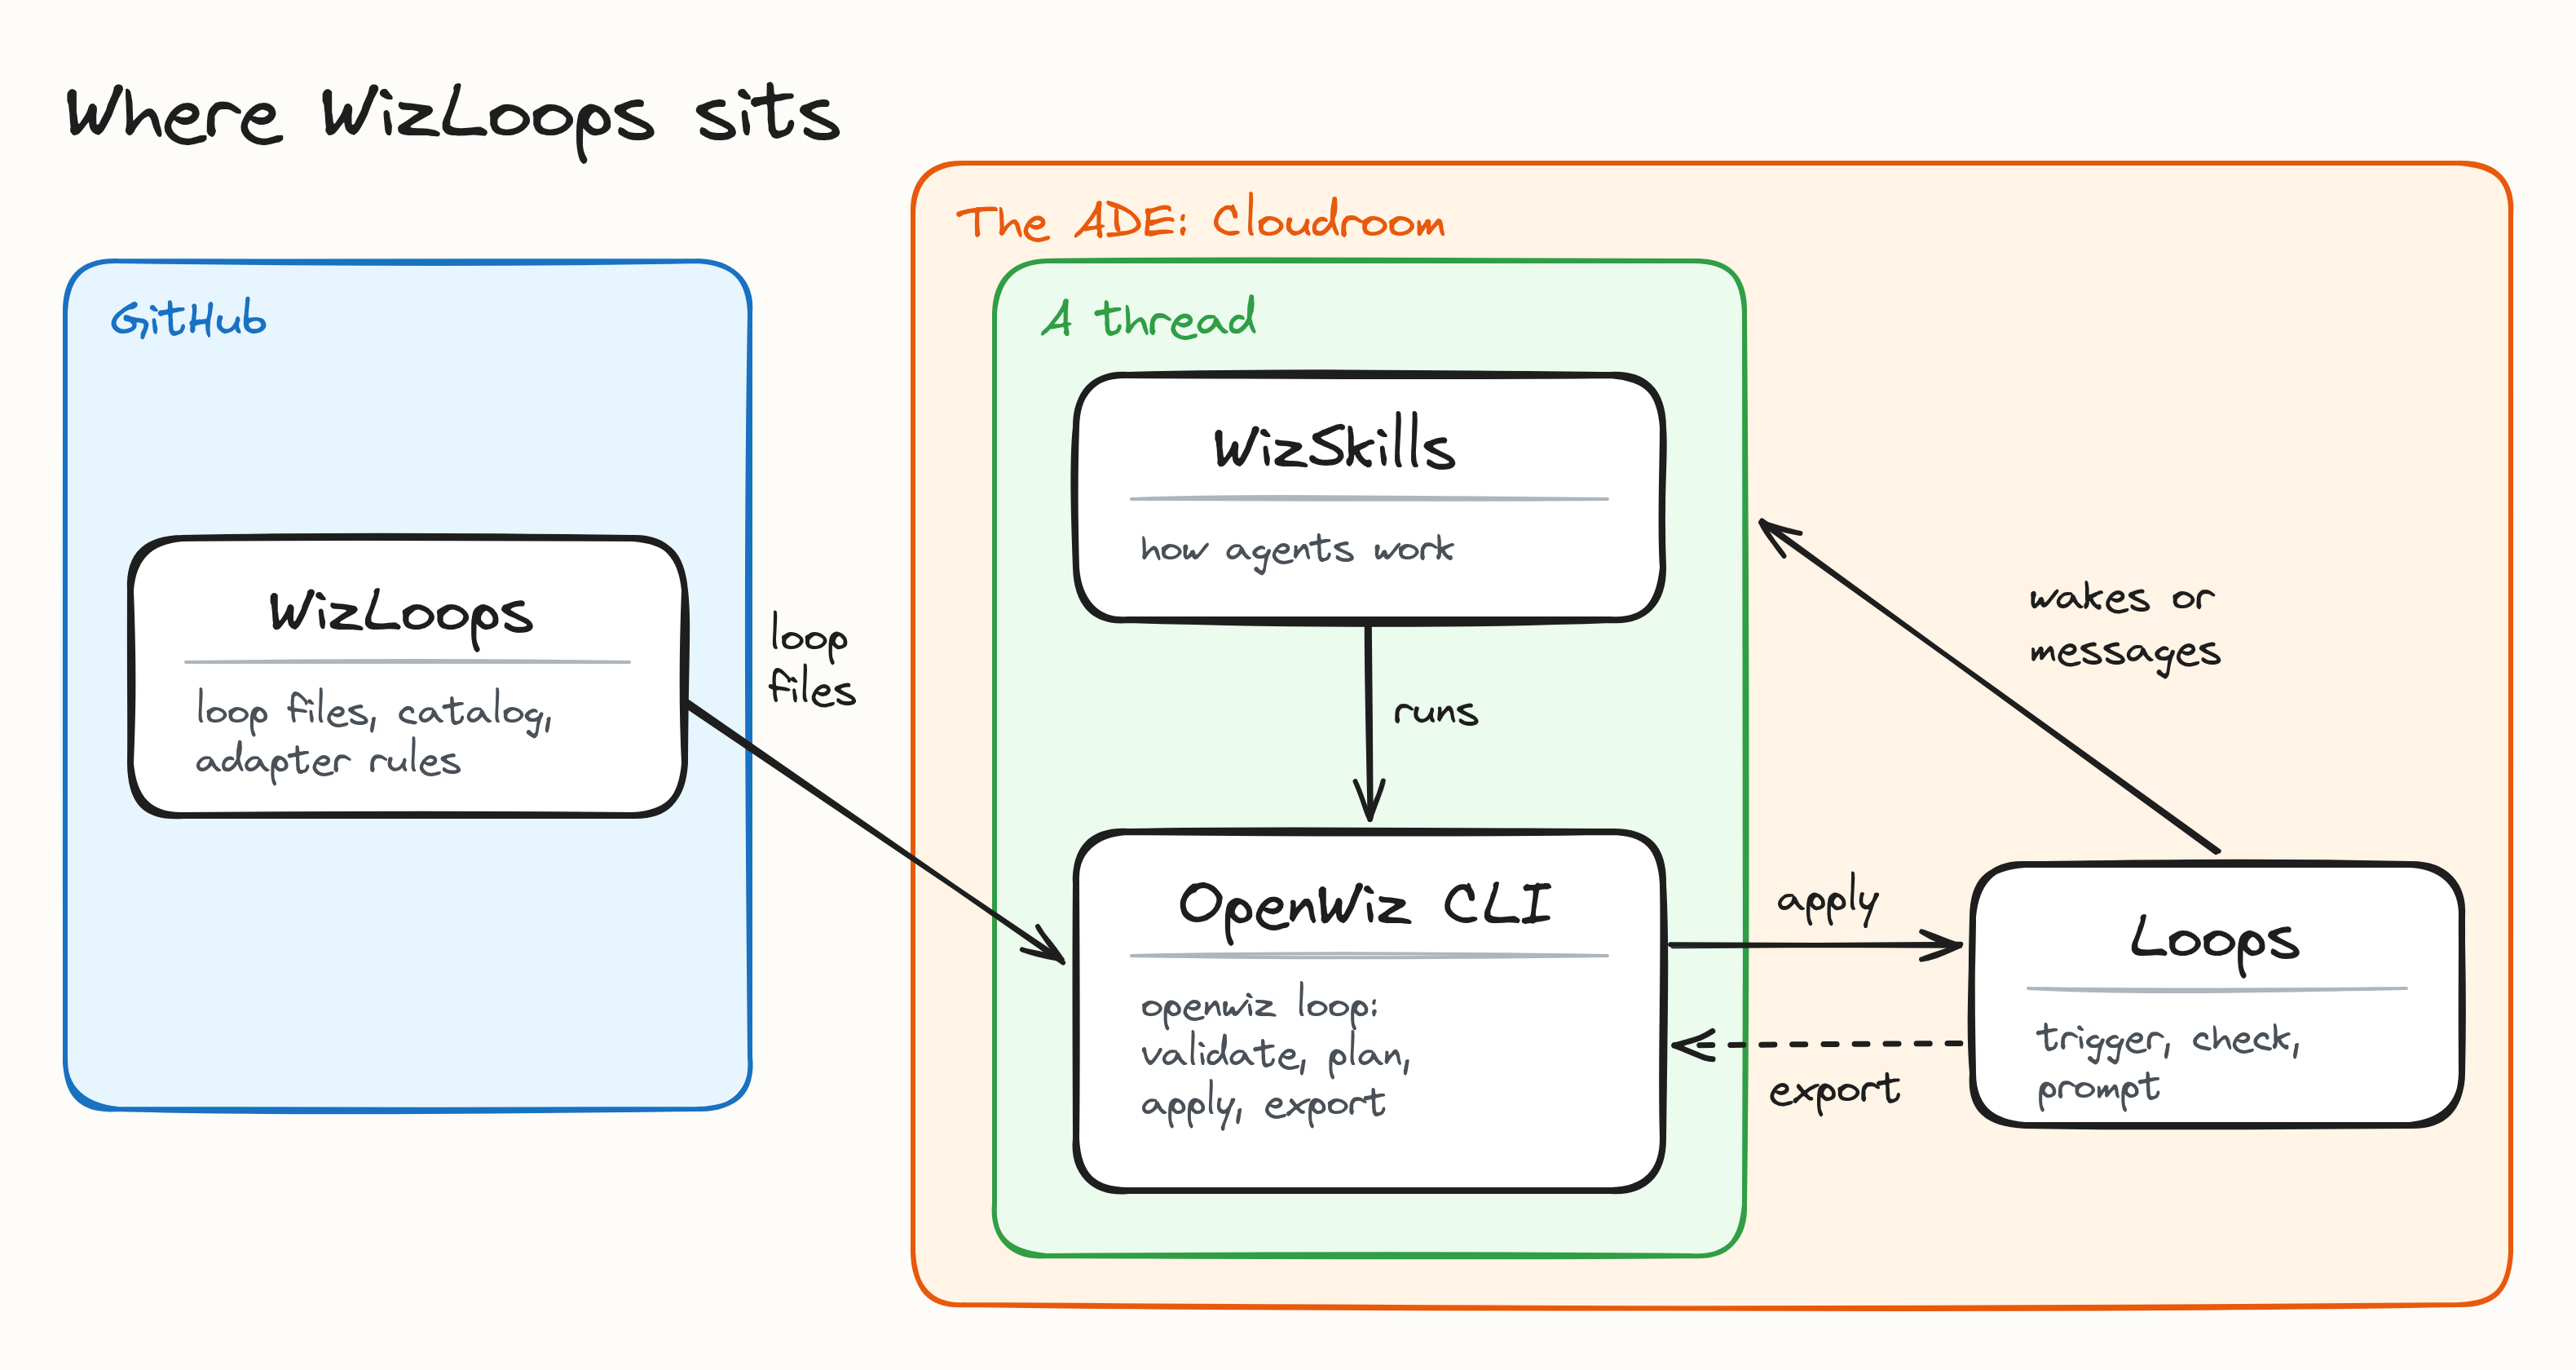 Where WizLoops sits
The ADE: Cloudroom
GitHub
A thread
WizSkills
how agents work
WizLoops
loop files, catalog,
adapter rules
loop
files
runs
wakes or
messages
OpenWiz CLI
openwiz loop:
validate, plan,
apply, export
apply
export
Loops
trigger, check,
prompt